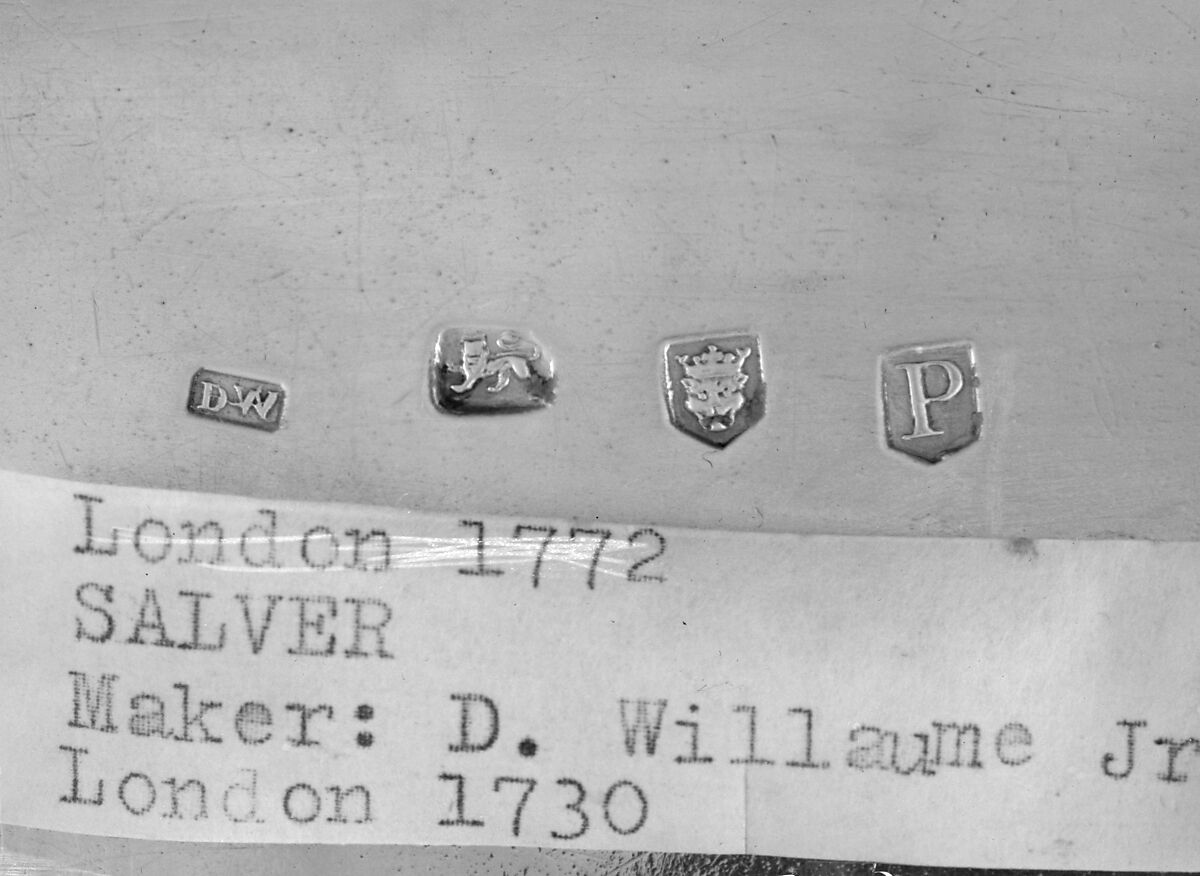 DW P
London 1772
SALVER
Maker: D. Willaume Jr
London 1730